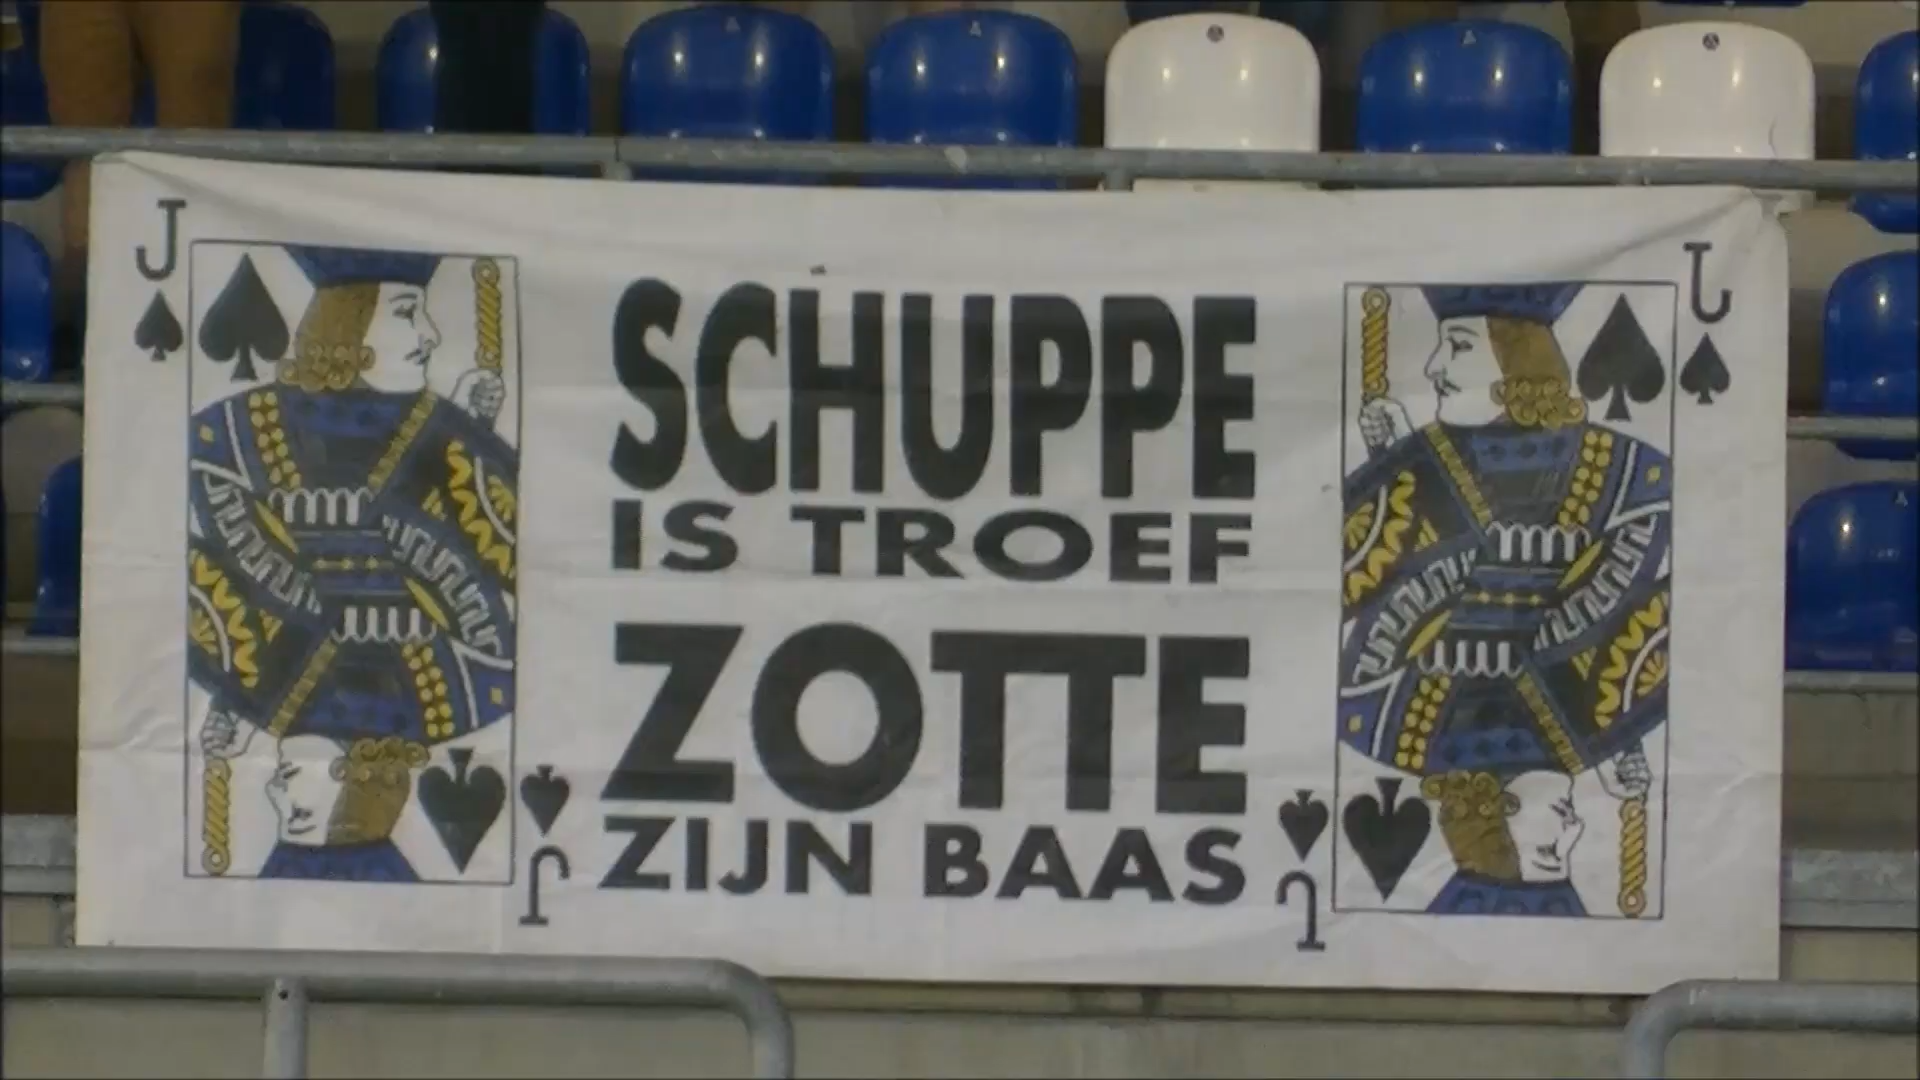 J
J
SCHUPPE
IS TROEF
ZOTTE
ZIJN BAAS
J
J